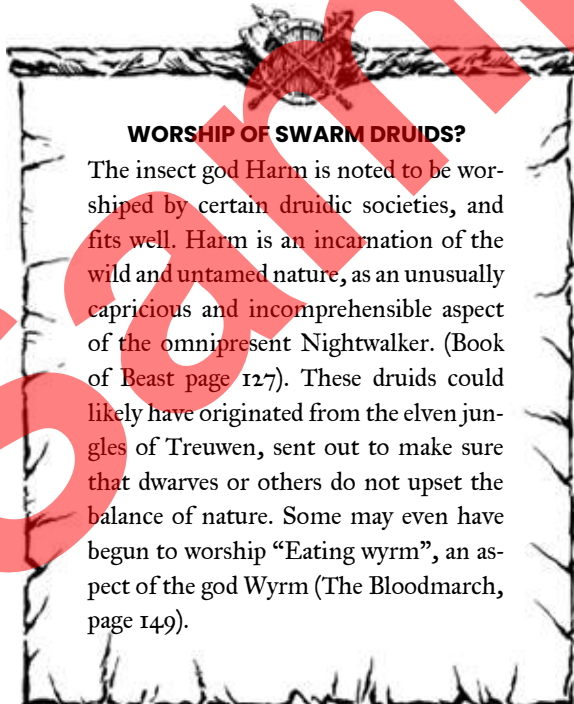 WORSHIP OF SWARM DRUIDS?
The insect god Harm is noted to be wor-
shiped by certain druidic societies, and
fits well. Harm is an incarnation of the
wild and untamed nature, as an unusually
capricious and incomprehensible aspect
of the omnipresent Nightwalker. (Book
of Beast page 127). These druids could
likely have originated from the elven jun-
gles of Treuwen, sent out to make sure
that dwarves or others do not upset the
balance of nature. Some may even have
begun to worship “Eating wyrm”, an as-
pect of the god Wyrm (The Bloodmarch,
page 149).